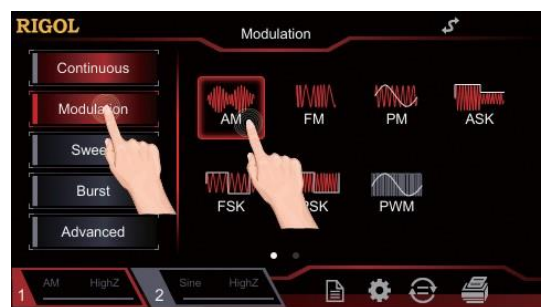 RIGOL
Modulation
Continuous
Modulation
Burst
Advanced
AM
FM
PM
ASK
FSK
PWM
1
AM
HighZ
2
Sine
HighZ